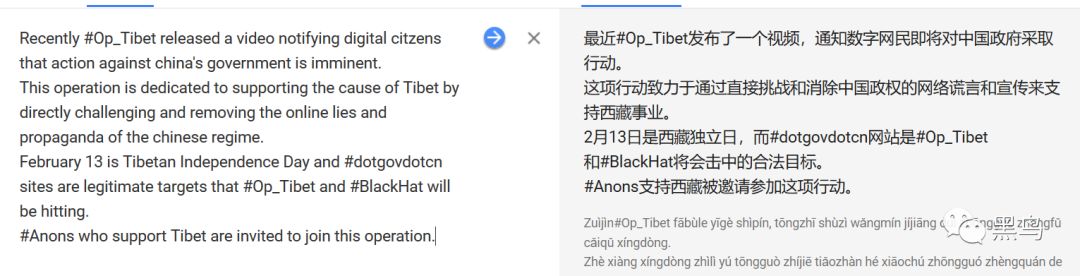 Recently #Op_Tibet released a video notifying digital citzens
that action against china's government is imminent.
This operation is dedicated to supporting the cause of Tibet by
directly challenging and removing the online lies and
propaganda of the chinese regime.
February 13 is Tibetan Independence Day and #dotgovdotcn
sites are legitimate targets that #Op_Tibet and #BlackHat will
be hitting.
#Anons who support Tibet are invited to join this operation.
最近#Op_Tibet发布了一个视频，通知数字网民即将对中国政府采取
行动。
这项行动致力于通过直接挑战和消除中国政权的网络谎言和宣传来支
持西藏事业。
2月13日是西藏独立日，而#dotgovdotcn网站是#Op_Tibet
和#BlackHat将会击中的合法目标。
#Anons支持西藏被邀请参加这项行动。
Zuìjìn#Op_Tibet fābùle yīgè shìpín, tōngzhī shùzì wǎngmín jíjiāng
cǎiqǔ xíngdòng.
Zhè xiàng xíngdòng zhìlì yú tōngguò zhíjiē tiǎozhàn hé xiāochú zhōngguó zhèngquán de
黑鸟